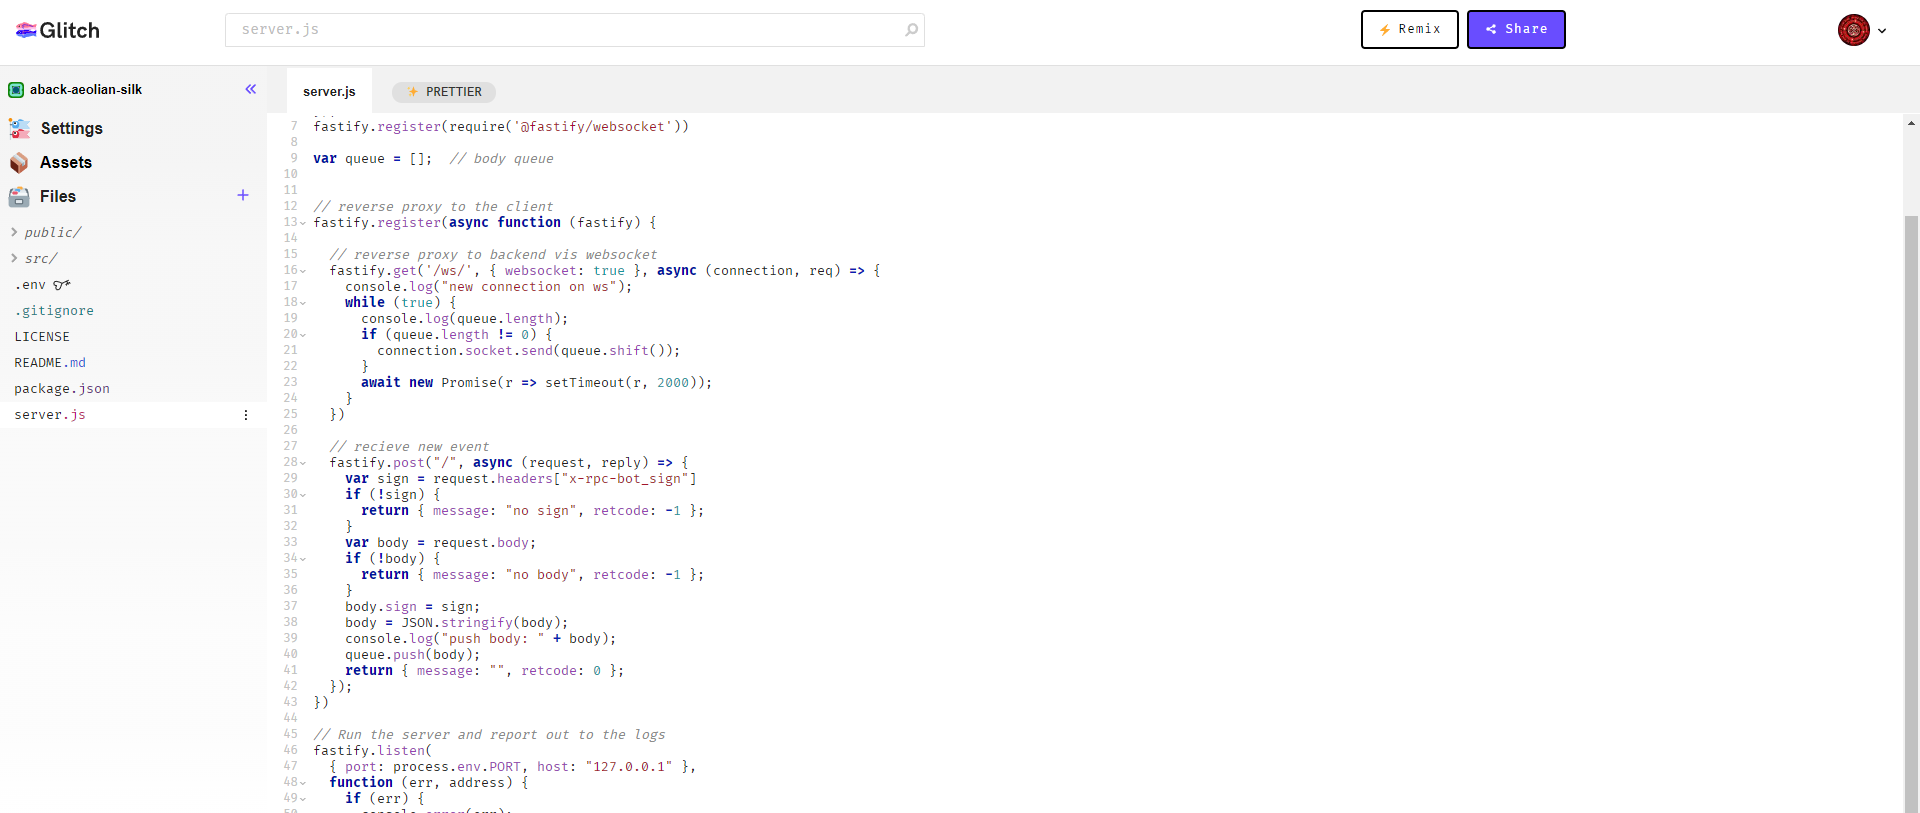 Glitch
server.js
Remix
Share
aback-aeolian-silk
Settings
Assets
Files
public/
src/
.env
.gitignore
LICENSE
README.md
package.json
server.js
server.js
PRETTIER
7 fastify.register(require('@fastify/websocket'))
8
9 var queue = [];  // body queue
10
11
12 // reverse proxy to the client
13 fastify.register(async function (fastify) {
14
15   // reverse proxy to backend vis websocket
16   fastify.get('/ws/', { websocket: true }, async (connection, req) => {
17     console.log("new connection on ws");
18     while (true) {
19       console.log(queue.length);
20       if (queue.length != 0) {
21         connection.socket.send(queue.shift());
22       }
23       await new Promise(r => setTimeout(r, 2000));
24     }
25   })
26
27   // recieve new event
28   fastify.post("/", async (request, reply) => {
29     var sign = request.headers["x-rpc-bot_sign"]
30     if (!sign) {
31       return { message: "no sign", retcode: -1 };
32     }
33     var body = request.body;
34     if (!body) {
35       return { message: "no body", retcode: -1 };
36     }
37     body.sign = sign;
38     body = JSON.stringify(body);
39     console.log("push body: " + body);
40     queue.push(body);
41     return { message: "", retcode: 0 };
42   });
43 })
44
45 // Run the server and report out to the logs
46 fastify.listen(
47   { port: process.env.PORT, host: "127.0.0.1" },
48   function (err, address) {
49     if (err) {
50       console.error(err);